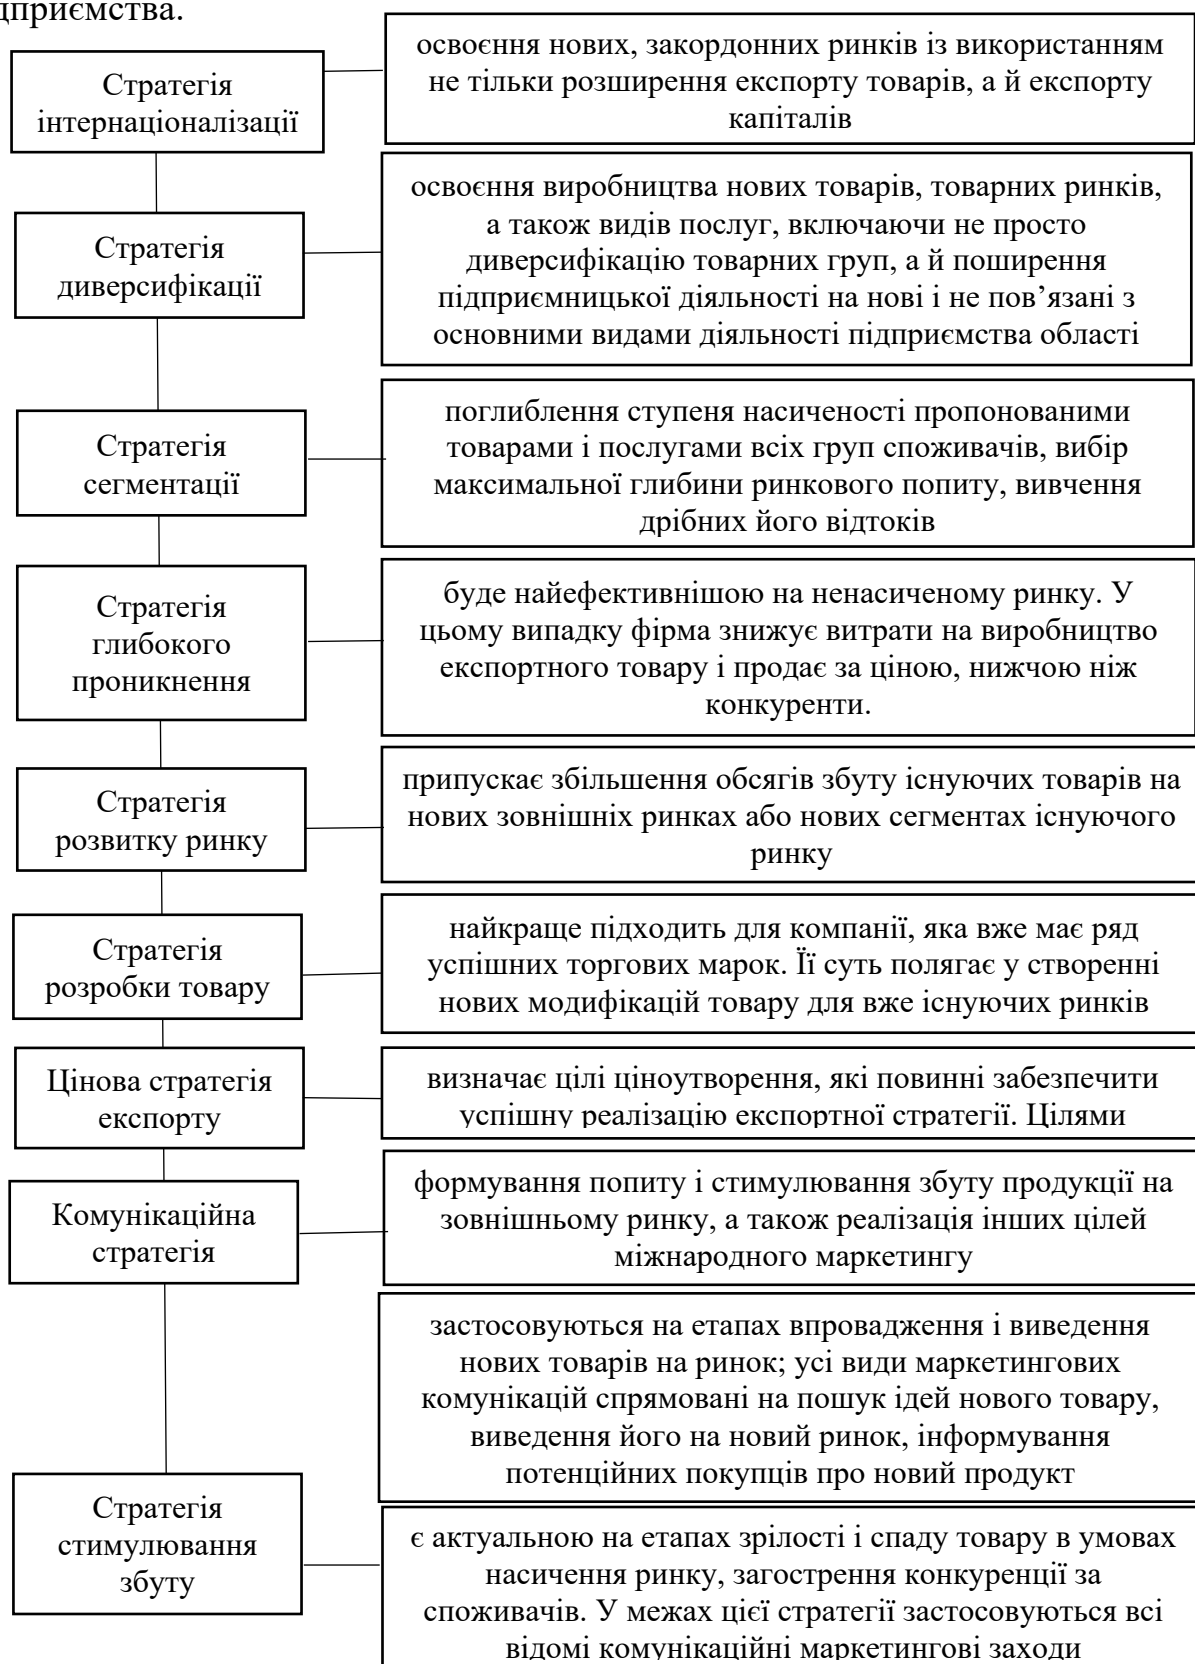 дприємства.
Стратегія
інтернаціоналізації
освоєння нових, закордонних ринків із використанням
не тільки розширення експорту товарів, а й експорту
капіталів
Стратегія
диверсифікації
освоєння виробництва нових товарів, товарних ринків,
а також видів послуг, включаючи не просто
диверсифікацію товарних груп, а й поширення
підприємницької діяльності на нові і не пов’язані з
основними видами діяльності підприємства області
Стратегія
сегментації
поглиблення ступеня насиченості пропонованими
товарами і послугами всіх груп споживачів, вибір
максимальної глибини ринкового попиту, вивчення
дрібних його відтоків
Стратегія
глибокого
проникнення
буде найефективнішою на ненасиченому ринку. У
цьому випадку фірма знижує витрати на виробництво
експортного товару і продає за ціною, нижчою ніж
конкуренти.
Стратегія
розвитку ринку
припускає збільшення обсягів збуту існуючих товарів на
нових зовнішніх ринках або нових сегментах існуючого
ринку
Стратегія
розробки товару
найкраще підходить для компанії, яка вже має ряд
успішних торгових марок. Її суть полягає у створенні
нових модифікацій товару для вже існуючих ринків
Цінова стратегія
експорту
визначає цілі ціноутворення, які повинні забезпечити
успішну реалізацію експортної стратегії. Цілями
Комунікаційна
стратегія
формування попиту і стимулювання збуту продукції на
зовнішньому ринку, а також реалізація інших цілей
міжнародного маркетингу
застосовуються на етапах впровадження і виведення
нових товарів на ринок; усі види маркетингових
комунікацій спрямовані на пошук ідей нового товару,
виведення його на новий ринок, інформування
потенційних покупців про новий продукт
Стратегія
стимулювання
збуту
є актуальною на етапах зрілості і спаду товару в умовах
насичення ринку, загострення конкуренції за
споживачів. У межах цієї стратегії застосовуються всі
відомі комунікаційні маркетингові заходи